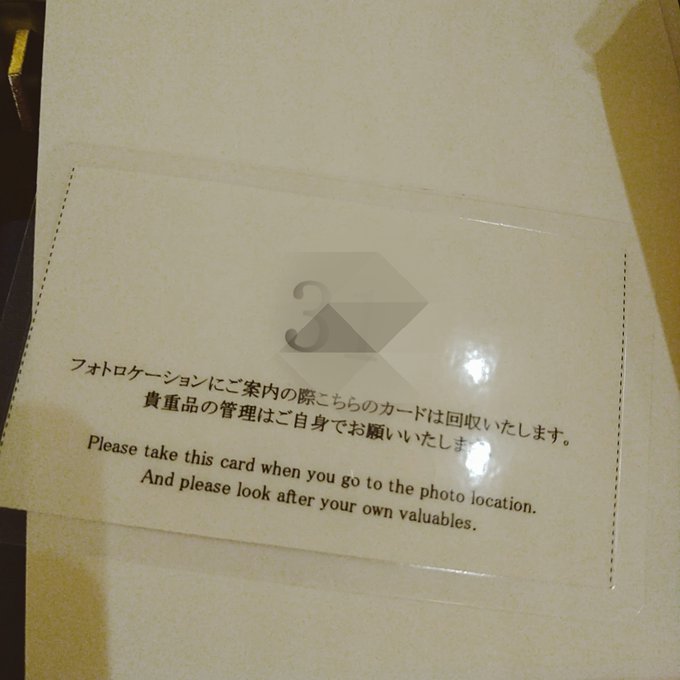 3
フォトロケーションにご案内の際こちらのカードは回収いたします。
貴重品の管理はご自身でお願いいたします
Please take this card when you go to the photo location.
And please look after your own valuables.